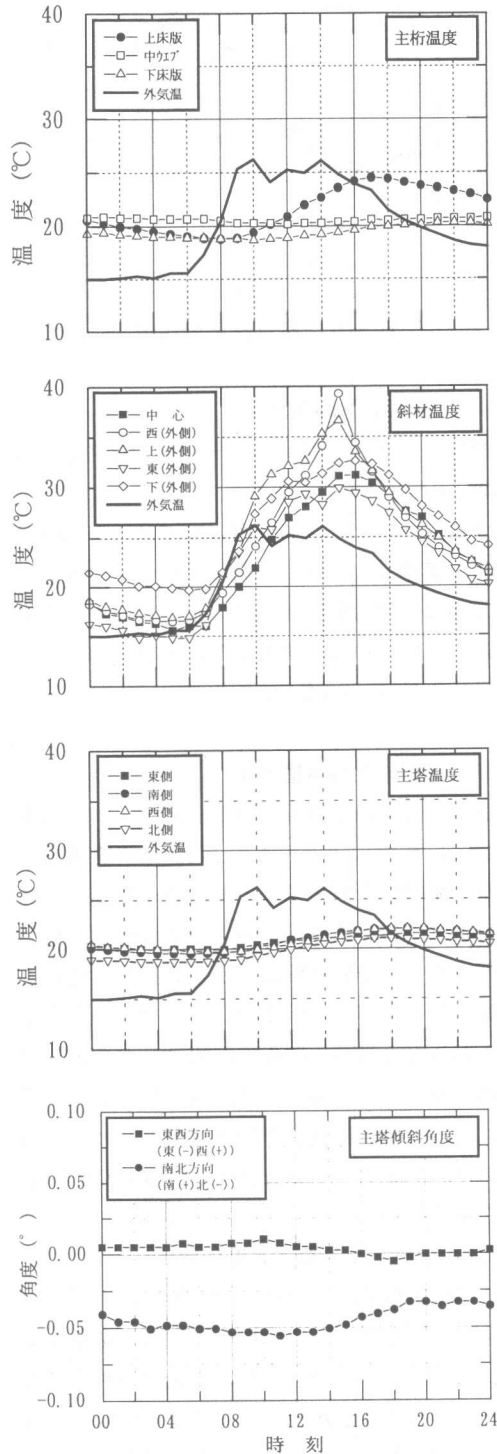 40
30
20
10
温 度 (℃)
上床版
中ウエブ
下床版
外気温
主桁温度
40
30
20
10
温 度 (℃)
中 心
西(外側)
上(外側)
東(外側)
下(外側)
外気温
斜材温度
40
30
20
10
温 度 (℃)
東側
南側
西側
北側
外気温
主塔温度
0.10
0.05
0.00
-0.05
-0.10
角度(°)
東西方向
(東(-)西(+))
南北方向
(南(+)北(-))
主塔傾斜角度
00 04 08 12 16 20 24
時 刻